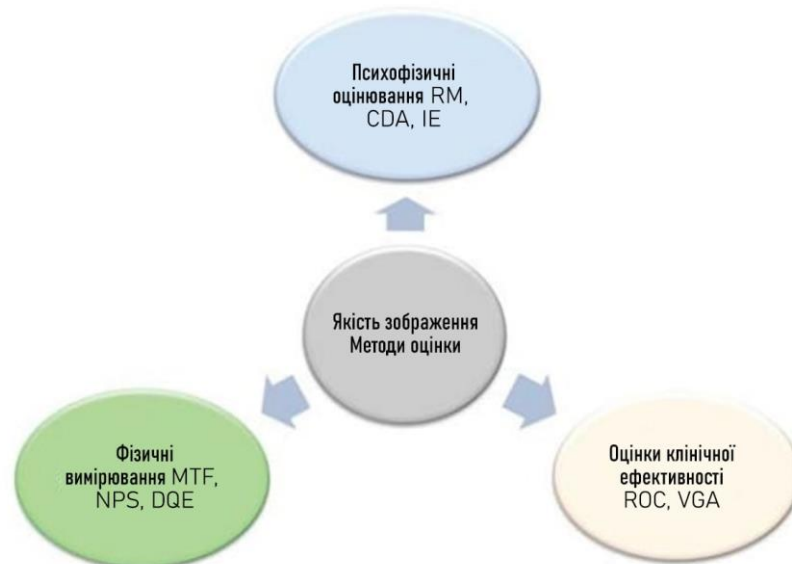 Психофізичні
оцінювання RM,
CDA, IE
Якість зображення
Методи оцінки
Фізичні
вимірювання MTF,
NPS, DQE
Оцінки клінічної
ефективності
ROC, VGA